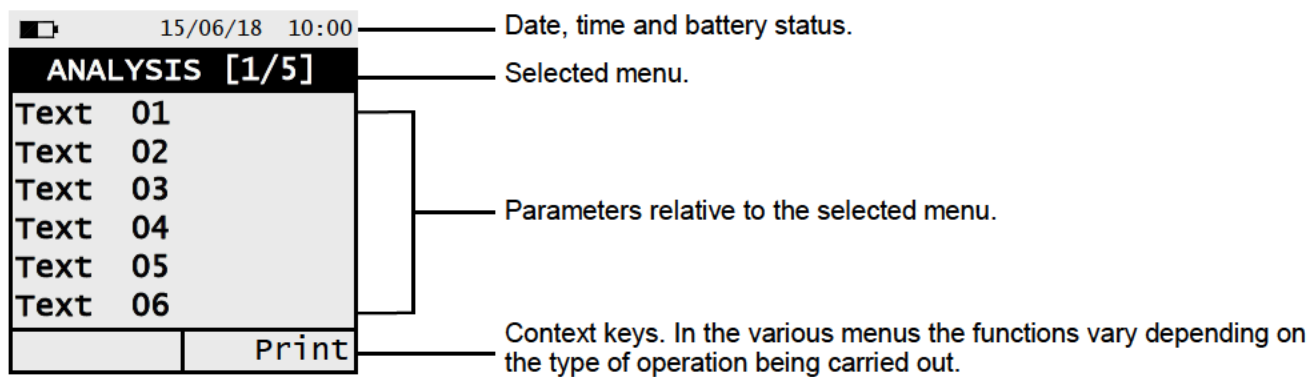 15/06/18 10:00
Date, time and battery status.
ANALYSIS [1/5]
Selected menu.
Text 01
Text 02
Text 03
Text 04
Text 05
Text 06
Parameters relative to the selected menu.
Print
Context keys. In the various menus the functions vary depending on
the type of operation being carried out.